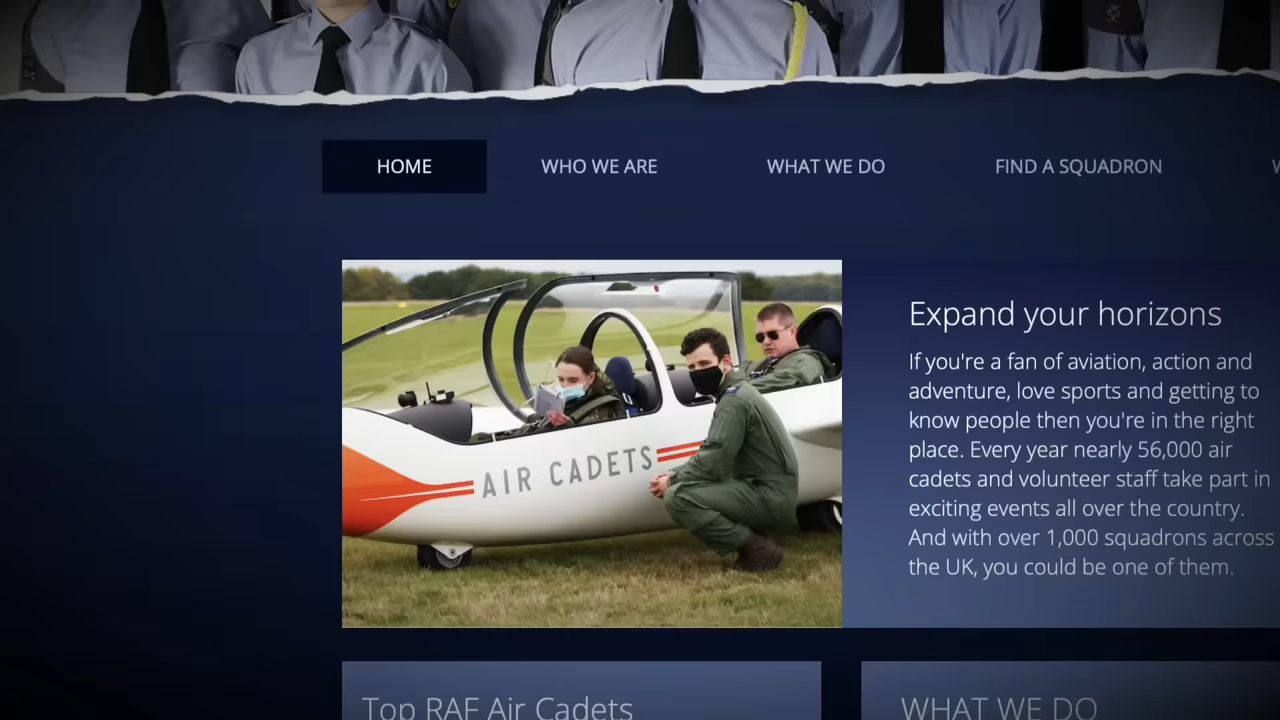 HOME
WHO WE ARE
WHAT WE DO
FIND A SQUADRON
AIR CADETS
Expand your horizons
If you're a fan of aviation, action and
adventure, love sports and getting to
know people then you're in the right
place. Every year nearly 56,000 air
cadets and volunteer staff take part in
exciting events all over the country.
And with over 1,000 squadrons across
the UK, you could be one of them.
Top RAF Air Cadets
WHAT WE DO